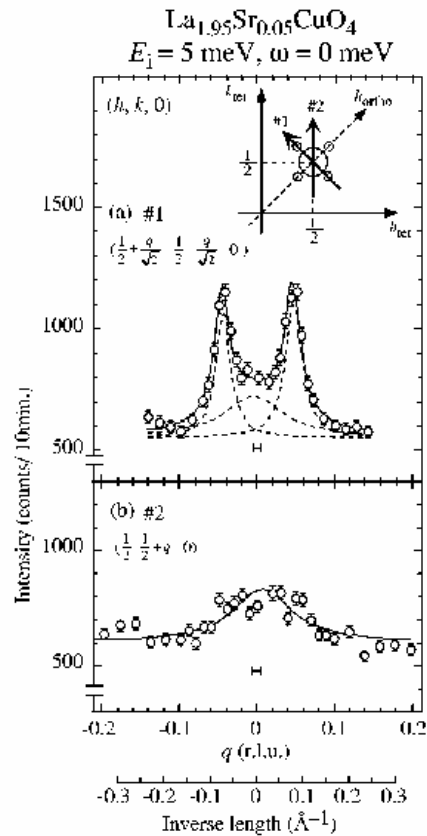 La1.95Sr0.05CuO4
Ei = 5 meV, ω = 0 meV
(h, k, 0)
ktet
#2
kortho
#1
1/2
1500
(a) #1
1/2
htet
(1/2 + q/√2 1/2 q/√2 0)
1000
500
Intensity (counts/ 10min.)
(b) #2
(1/2 1/2+q 0)
1000
500
-0.2 -0.1 0 0.1 0.2
q (r.l.u.)
-0.3 -0.2 -0.1 0 0.1 0.2 0.3
Inverse length (Å−1)